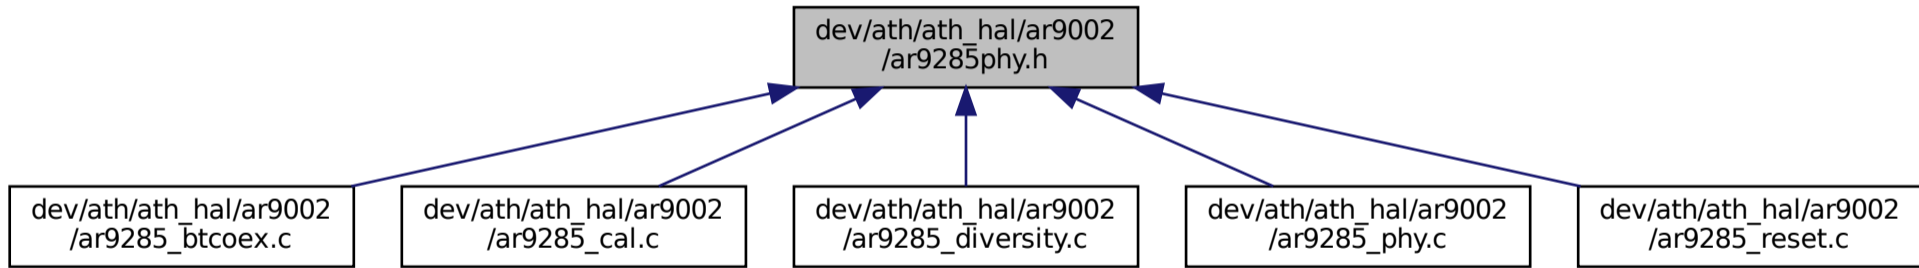 dev/ath/ath_hal/ar9002
/ar9285phy.h
dev/ath/ath_hal/ar9002
/ar9285_btcoex.c
dev/ath/ath_hal/ar9002
/ar9285_cal.c
dev/ath/ath_hal/ar9002
/ar9285_diversity.c
dev/ath/ath_hal/ar9002
/ar9285_phy.c
dev/ath/ath_hal/ar9002
/ar9285_reset.c